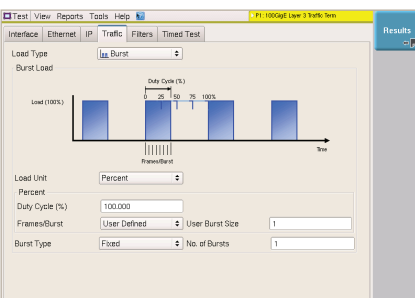 Test View Reports Tools Help
P1: 100GigE Layer 3 Traffic Term
Results
Interface Ethernet IP Traffic Filters Timed Test
Load Type Burst
Burst Load
Duty Cycle (%)
0 25 50 75 100%
Load (100%)
Time
Frames/Burst
Load Unit Percent
Percent
Duty Cycle (%) 100.000
Frames/Burst User Defined User Burst Size 1
Burst Type Fixed No. of Bursts 1